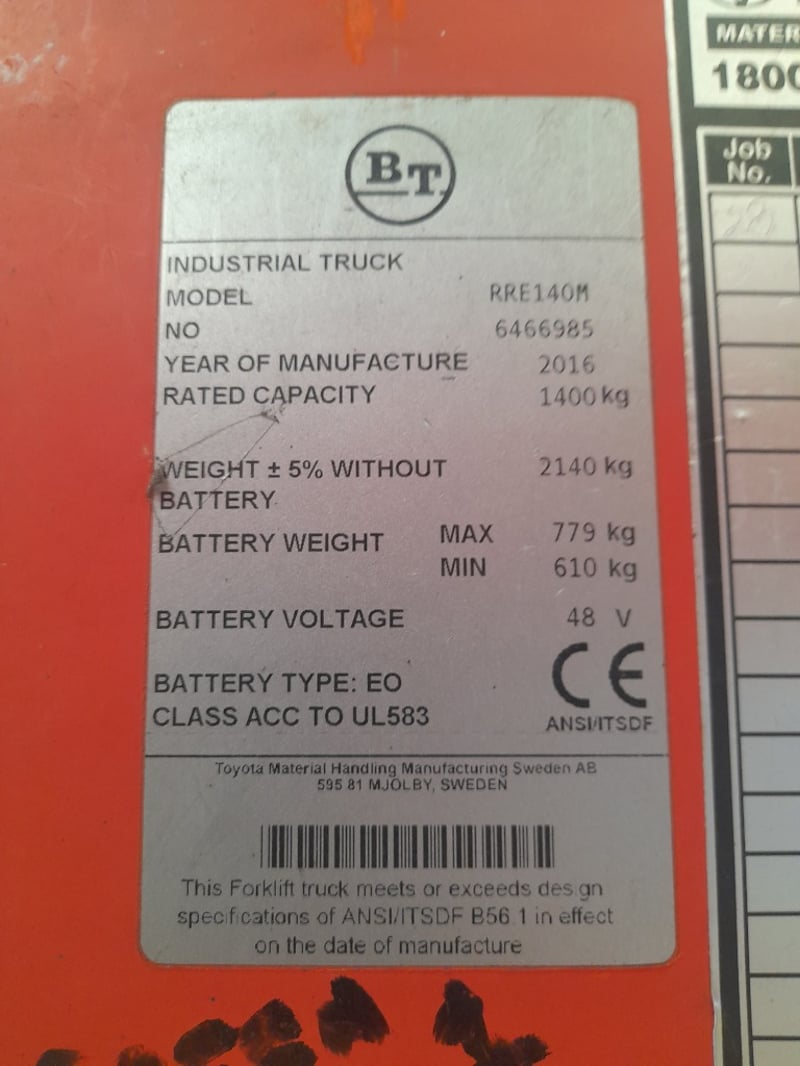 BT
INDUSTRIAL TRUCK
MODEL RRE140M
NO 6466985
YEAR OF MANUFACTURE 2016
RATED CAPACITY 1400 kg
WEIGHT ± 5% WITHOUT 2140 kg
BATTERY
BATTERY WEIGHT MAX 779 kg
MIN 610 kg
BATTERY VOLTAGE 48 V
BATTERY TYPE: EO
CLASS ACC TO UL583
CE
ANSI/ITSDF
Toyota Material Handling Manufacturing Sweden AB
595 81 MJOLBY, SWEDEN
This Forklift truck meets or exceeds design
specifications of ANSI/ITSDF B56.1 in effect
on the date of manufacture
MATER
1800
Job
No.